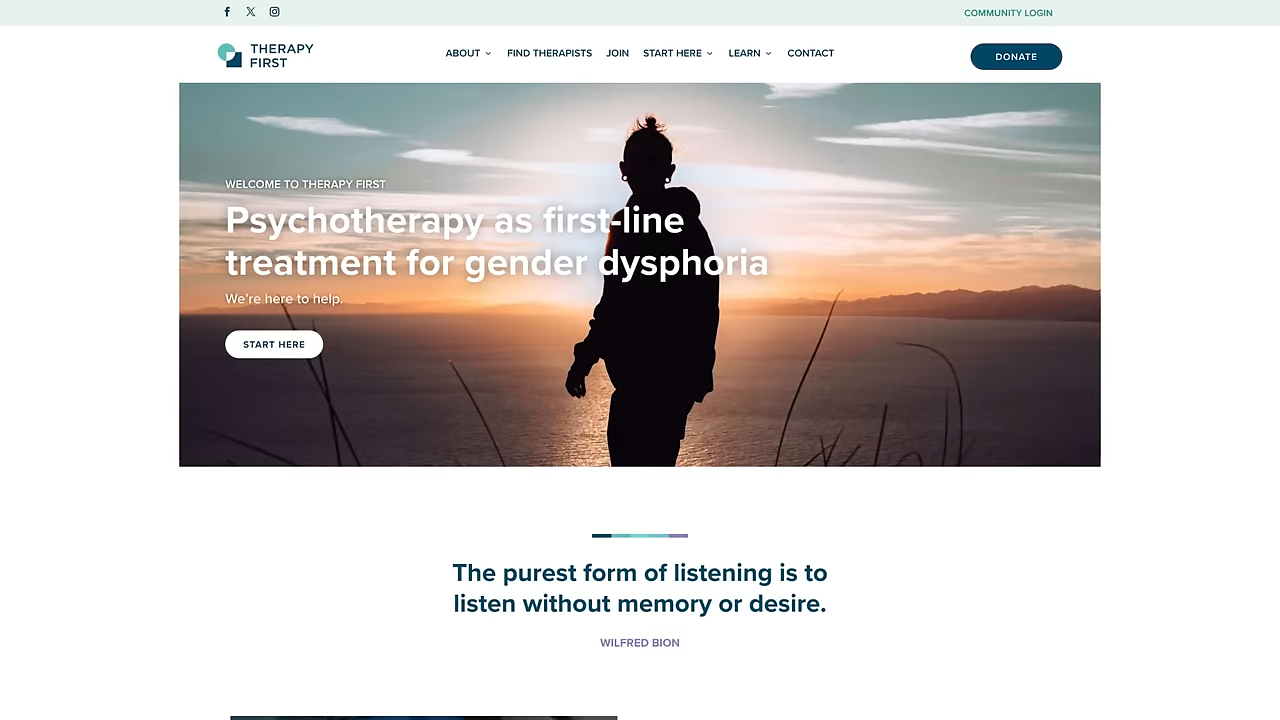 COMMUNITY LOGIN
THERAPY
FIRST
ABOUT FIND THERAPISTS JOIN START HERE LEARN CONTACT
DONATE
WELCOME TO THERAPY FIRST
Psychotherapy as first-line
treatment for gender dysphoria
We're here to help.
START HERE
The purest form of listening is to
listen without memory or desire.
WILFRED BION